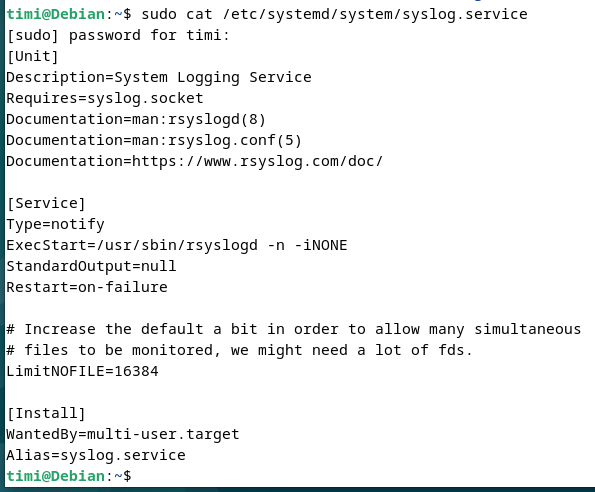 timi@Debian:~$ sudo cat /etc/systemd/system/syslog.service
[sudo] password for timi:
[Unit]
Description=System Logging Service
Requires=syslog.socket
Documentation=man:rsyslogd(8)
Documentation=man:rsyslog.conf(5)
Documentation=https://www.rsyslog.com/doc/

[Service]
Type=notify
ExecStart=/usr/sbin/rsyslogd -n -iNONE
StandardOutput=null
Restart=on-failure

# Increase the default a bit in order to allow many simultaneous
# files to be monitored, we might need a lot of fds.
LimitNOFILE=16384

[Install]
WantedBy=multi-user.target
Alias=syslog.service
timi@Debian:~$